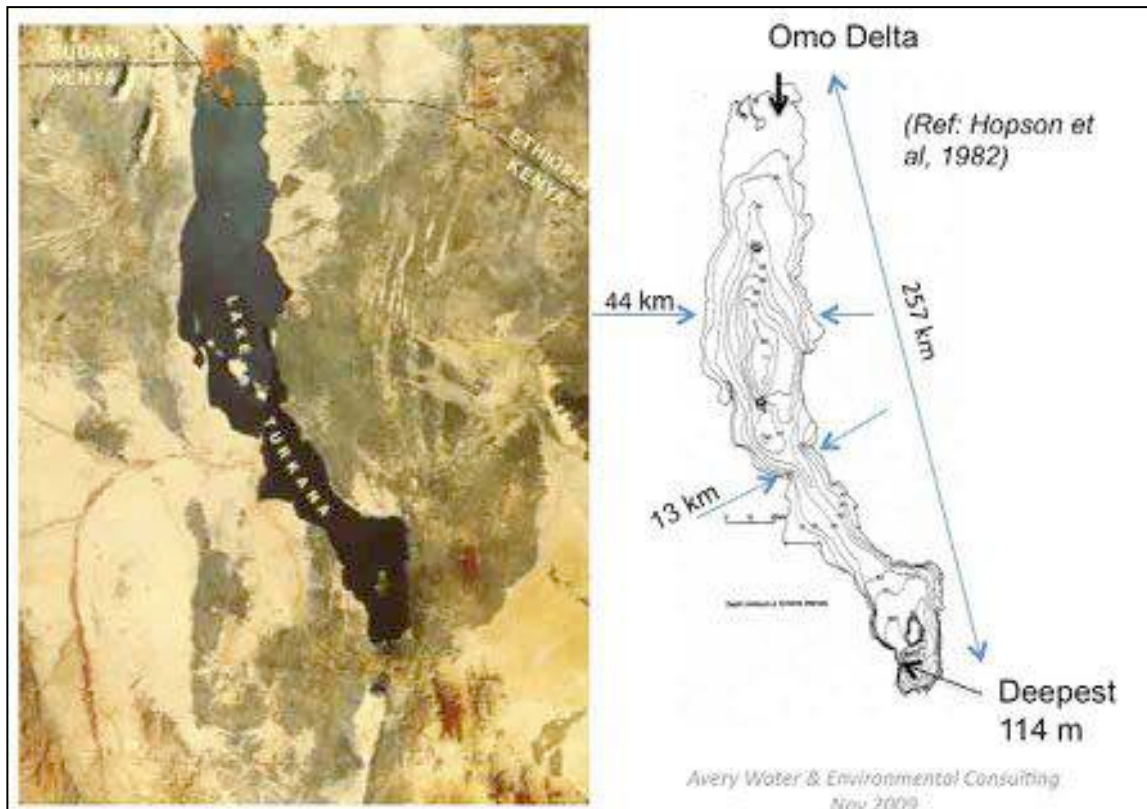 SUDAN
KENYA
ETHIOPIA
KENYA
LAKE TURKANA
Omo Delta
(Ref: Hopson et
al, 1982)
44 km
257 km
13 km
Deepest
114 m
Avery Water & Environmental Consulting
Nov 2009